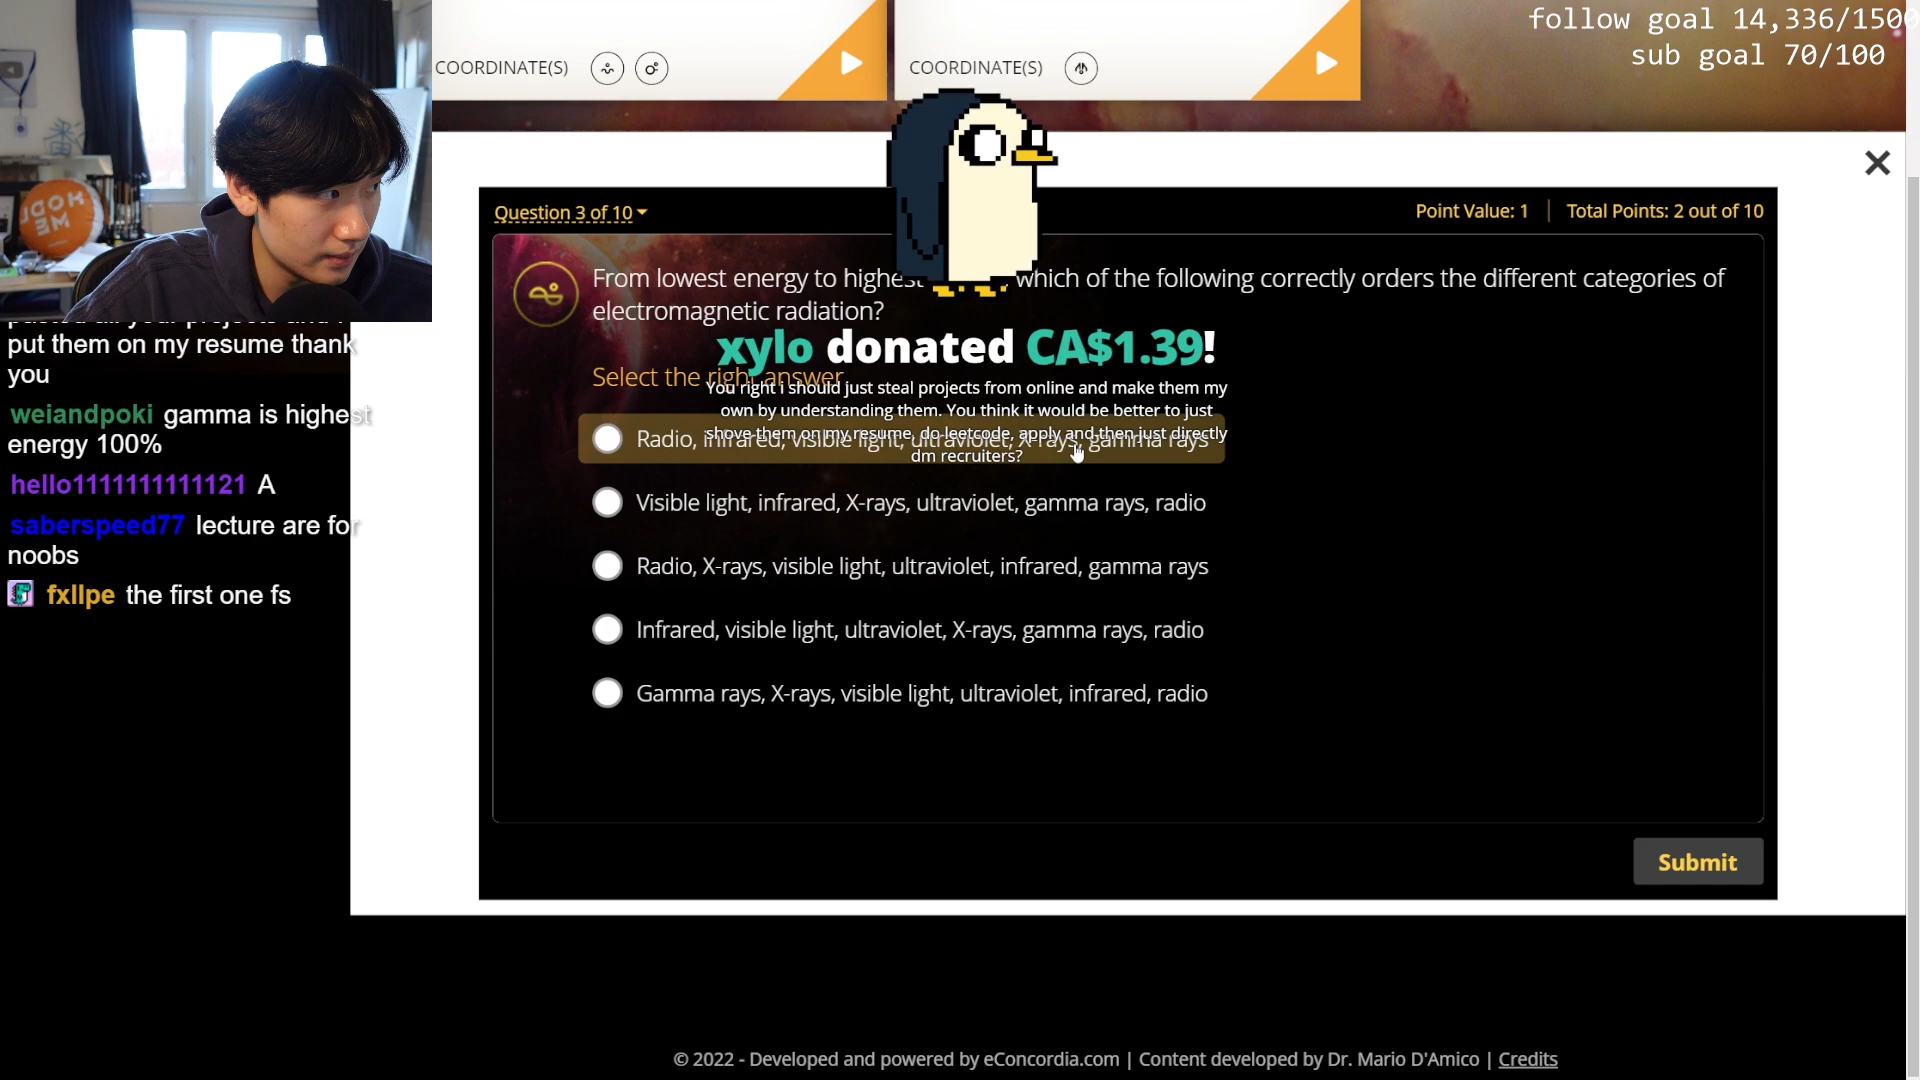 follow goal 14,336/1500
sub goal 70/100
COORDINATE(S)
COORDINATE(S)
Question 3 of 10
Point Value: 1 | Total Points: 2 out of 10
From lowest energy to highest which of the following correctly orders the different categories of
electromagnetic radiation?
xylo donated CA$1.39!
Select the right answer
You right i should just steal projects from online and make them my
own by understanding them. You think it would be better to just
shove them on my resume, do leetcode, apply and then just directly
dm recruiters?
Radio, infrared, visible light, ultraviolet, X-rays, gamma rays
Visible light, infrared, X-rays, ultraviolet, gamma rays, radio
Radio, X-rays, visible light, ultraviolet, infrared, gamma rays
Infrared, visible light, ultraviolet, X-rays, gamma rays, radio
Gamma rays, X-rays, visible light, ultraviolet, infrared, radio
Submit
put them on my resume thank
you
weiandpoki gamma is highest
energy 100%
hello1111111111121 A
saberspeed77 lecture are for
noobs
fxllpe the first one fs
© 2022 - Developed and powered by eConcordia.com | Content developed by Dr. Mario D'Amico | Credits